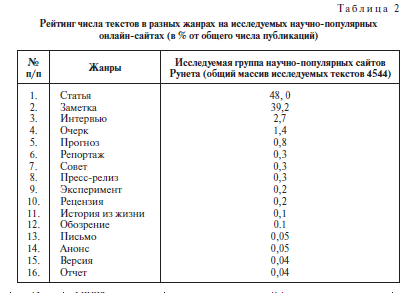 Таблица 2
Рейтинг числа текстов в разных жанрах на исследуемых научно-популярных
онлайн-сайтах (в % от общего числа публикаций)
№ п/п Жанры Исследуемая группа научно-популярных сайтов
Рунета (общий массив исследуемых текстов 4544)
1. Статья 48, 0
2. Заметка 39,2
3. Интервью 2,7
4. Очерк 1,4
5. Прогноз 0,8
6. Репортаж 0,3
7. Совет 0,3
8. Пресс-релиз 0,3
9. Эксперимент 0,2
10. Рецензия 0,2
11. История из жизни 0,1
12. Обозрение 0.1
13. Письмо 0,05
14. Анонс 0,05
15. Версия 0,04
16. Отчет 0,04